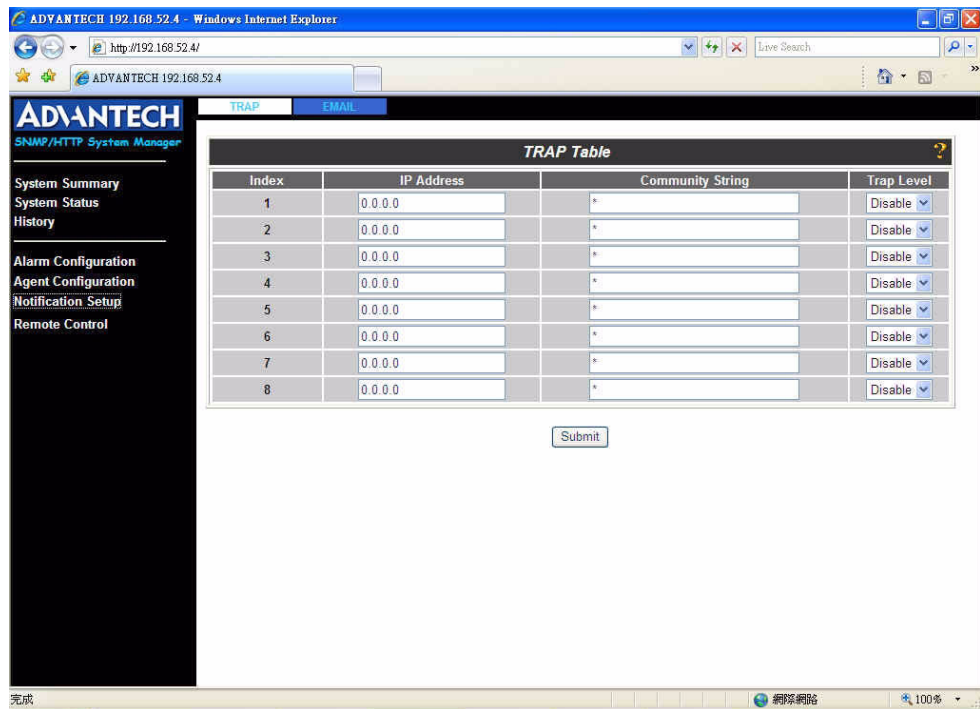 ADVANTECH 192.168.52.4 - Windows Internet Explorer
http://192.168.52.4/
Live Search
ADVANTECH 192.168.52.4
ADVANTECH
SNMP/HTTP System Manager
TRAP EMAIL
System Summary
System Status
History
Alarm Configuration
Agent Configuration
Notification Setup
Remote Control
TRAP Table ?
Index IP Address Community String Trap Level
1 0.0.0.0 * Disable
2 0.0.0.0 * Disable
3 0.0.0.0 * Disable
4 0.0.0.0 * Disable
5 0.0.0.0 * Disable
6 0.0.0.0 * Disable
7 0.0.0.0 * Disable
8 0.0.0.0 * Disable
Submit
完成 網際網路 100%